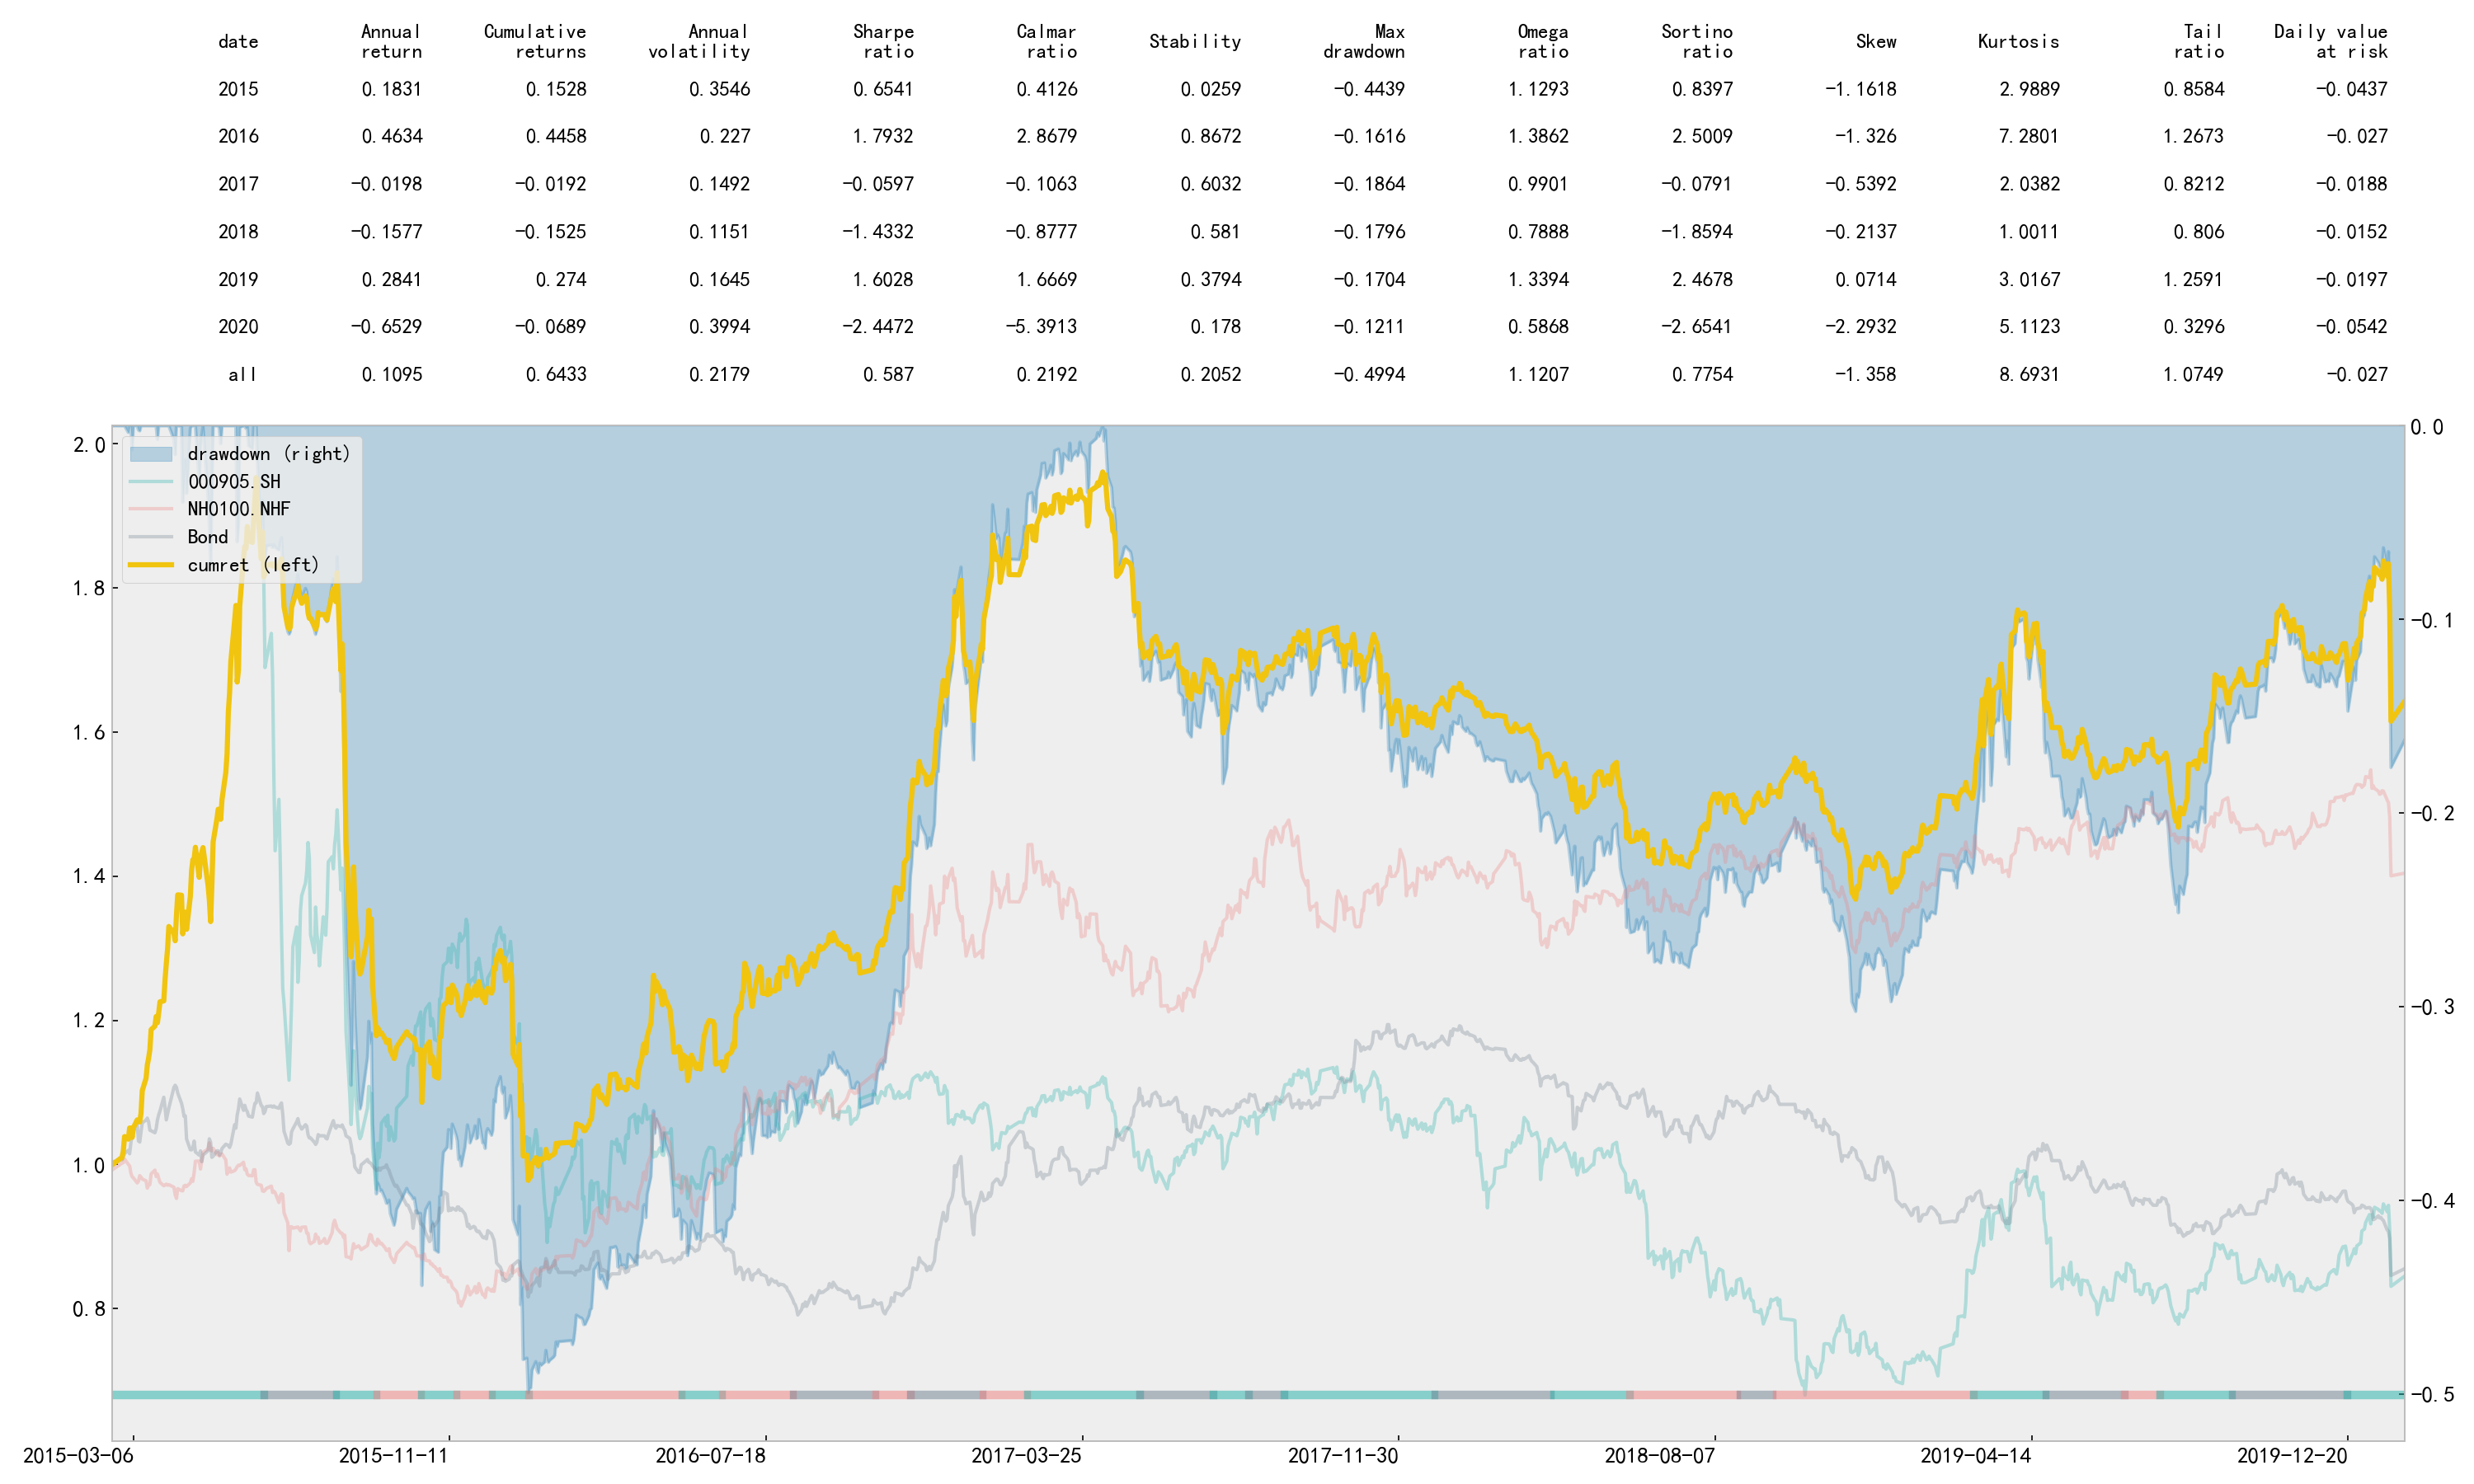 date Annual return Cumulative returns Annual volatility Sharpe ratio Calmar ratio Stability Max drawdown Omega ratio Sortino ratio Skew Kurtosis Tail ratio Daily value at risk
2015 0.1831 0.1528 0.3546 0.6541 0.4126 0.0259 -0.4439 1.1293 0.8397 -1.1618 2.9889 0.8584 -0.0437
2016 0.4634 0.4458 0.227 1.7932 2.8679 0.8672 -0.1616 1.3862 2.5009 -1.326 7.2801 1.2673 -0.027
2017 -0.0198 -0.0192 0.1492 -0.0597 -0.1063 0.6032 -0.1864 0.9901 -0.0791 -0.5392 2.0382 0.8212 -0.0188
2018 -0.1577 -0.1525 0.1151 -1.4332 -0.8777 0.581 -0.1796 0.7888 -1.8594 -0.2137 1.0011 0.806 -0.0152
2019 0.2841 0.274 0.1645 1.6028 1.6669 0.3794 -0.1704 1.3394 2.4678 0.0714 3.0167 1.2591 -0.0197
2020 -0.6529 -0.0689 0.3994 -2.4472 -5.3913 0.178 -0.1211 0.5868 -2.6541 -2.2932 5.1123 0.3296 -0.0542
all 0.1095 0.6433 0.2179 0.587 0.2192 0.2052 -0.4994 1.1207 0.7754 -1.358 8.6931 1.0749 -0.027
2.0
1.8
1.6
1.4
1.2
1.0
0.8
drawdown (right)
000905.SH
NH0100.NHF
Bond
cumret (left)
0.0
-0.1
-0.2
-0.3
-0.4
-0.5
2015-03-06 2015-11-11 2016-07-18 2017-03-25 2017-11-30 2018-08-07 2019-04-14 2019-12-20